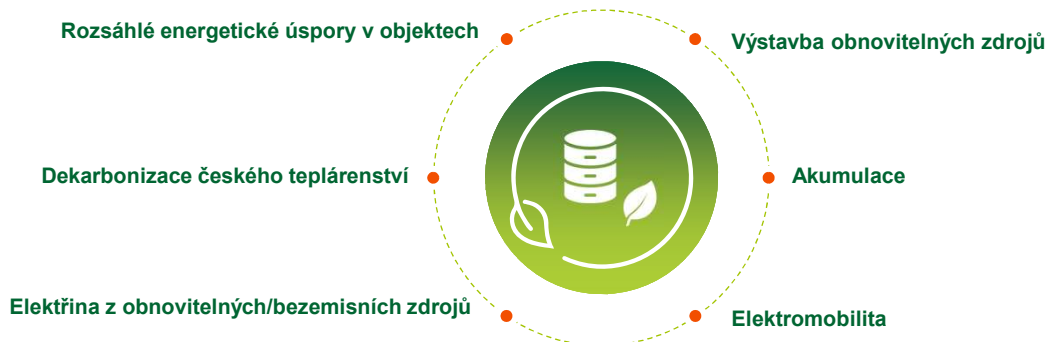 Rozsáhlé energetické úspory v objektech
Výstavba obnovitelných zdrojů
Dekarbonizace českého teplárenství
Akumulace
Elektřina z obnovitelných/bezemisních zdrojů
Elektromobilita